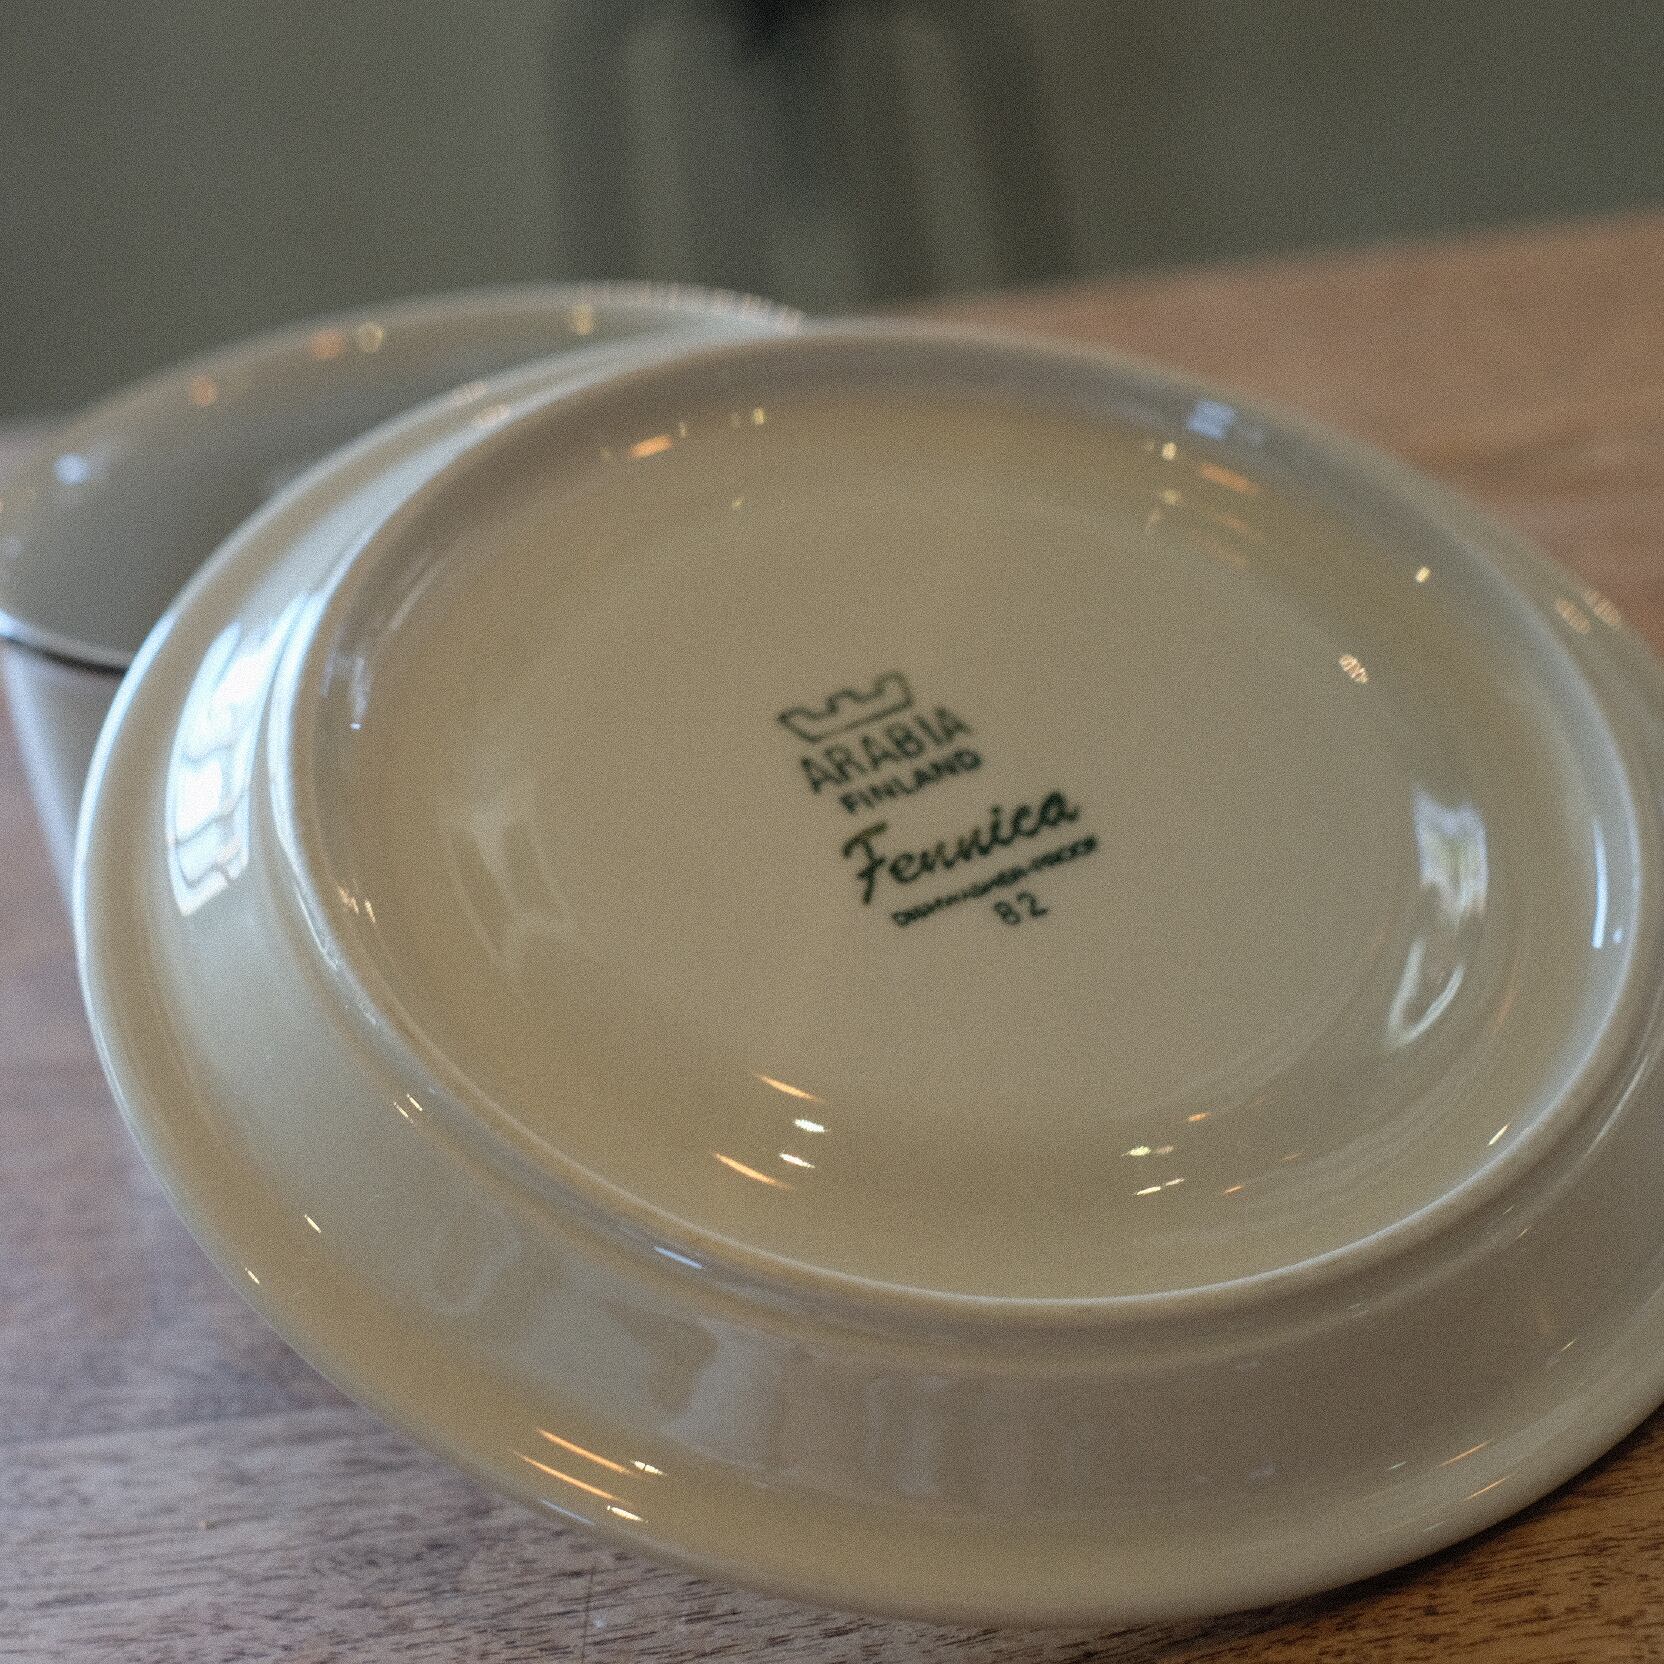 ARABIA
FINLAND
Fennica
82